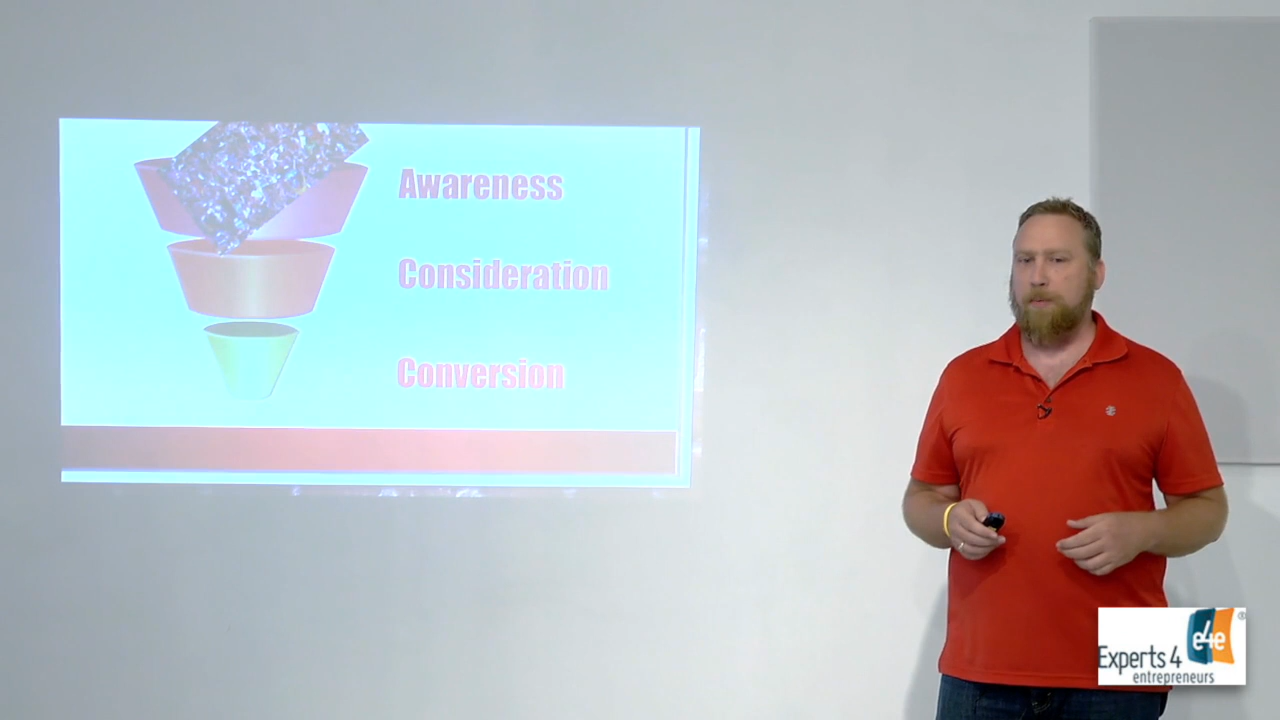 Awareness
Consideration
Conversion
e4e
®
Experts 4
entrepreneurs